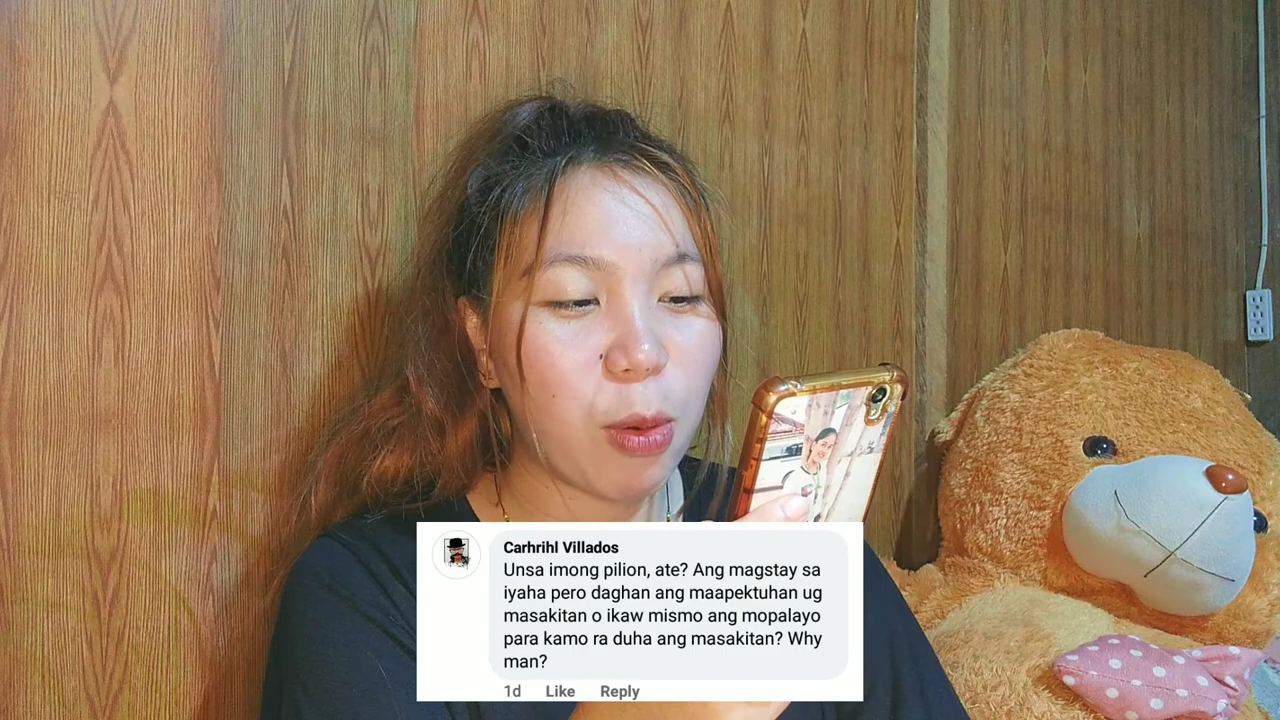 Carhrihl Villados
Unsa imong pilion, ate? Ang magstay sa
iyaha pero daghan ang maapektuhan ug
masakitan o ikaw mismo ang mopalayo
para kamo ra duha ang masakitan? Why
man?
1d Like Reply